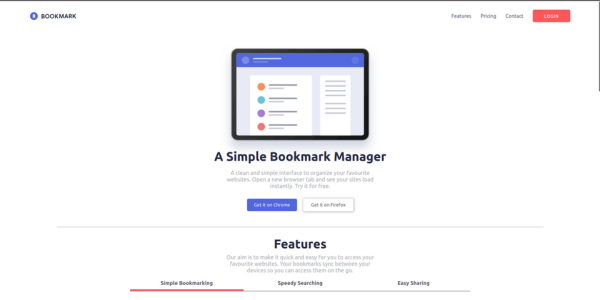 BOOKMARK
Features
Pricing
Contact
LOGIN
A Simple Bookmark Manager
A clean and simple interface to organize your favourite
websites. Open a new browser tab and see your sites load
instantly. Try it for free.
Get it on Chrome
Get it on Firefox
Features
Our aim is to make it quick and easy for you to access your
favourite websites. Your bookmarks sync between your
devices so you can access them on the go.
Simple Bookmarking
Speedy Searching
Easy Sharing